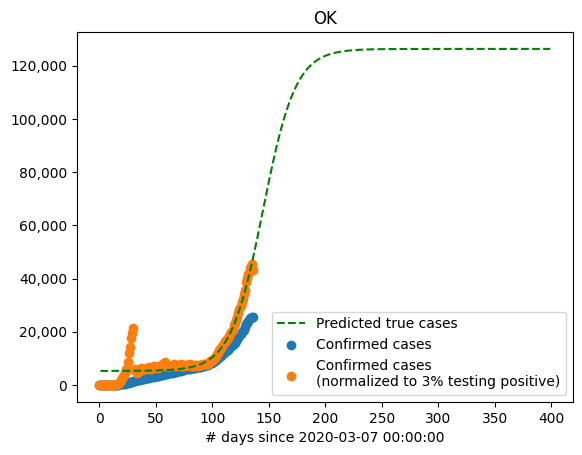 OK
120,000
100,000
80,000
60,000
40,000
20,000
0
Predicted true cases
Confirmed cases
Confirmed cases
(normalized to 3% testing positive)
0 50 100 150 200 250 300 350 400
# days since 2020-03-07 00:00:00